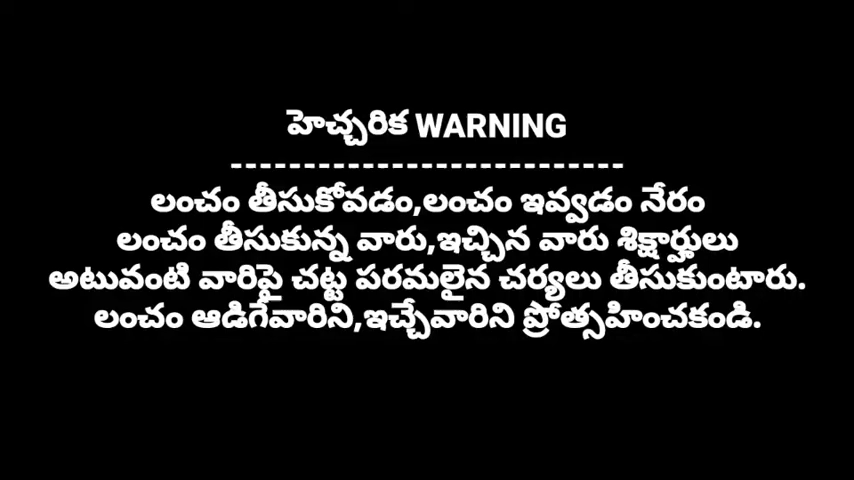 హెచ్చరిక WARNING
---------------------------
లంచం తీసుకోవడం,లంచం ఇవ్వడం నేరం
లంచం తీసుకున్న వారు,ఇచ్చిన వారు శిక్షార్హులు
అటువంటి వారిపై చట్ట పరమలైన చర్యలు తీసుకుంటారు.
లంచం ఆడిగేవారిని,ఇచ్చేవారిని ప్రోత్సహించకండి.